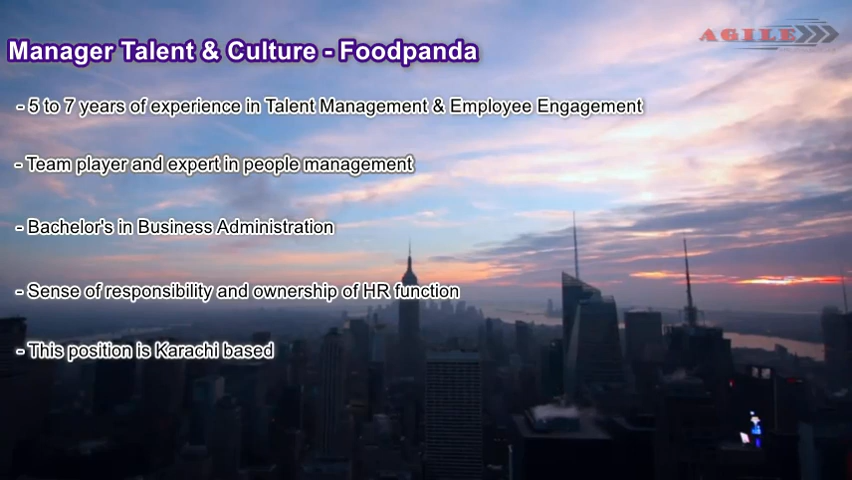 AGILE
Manager Talent & Culture - Foodpanda
- 5 to 7 years of experience in Talent Management & Employee Engagement
- Team player and expert in people management
- Bachelor's in Business Administration
- Sense of responsibility and ownership of HR function
- This position is Karachi based